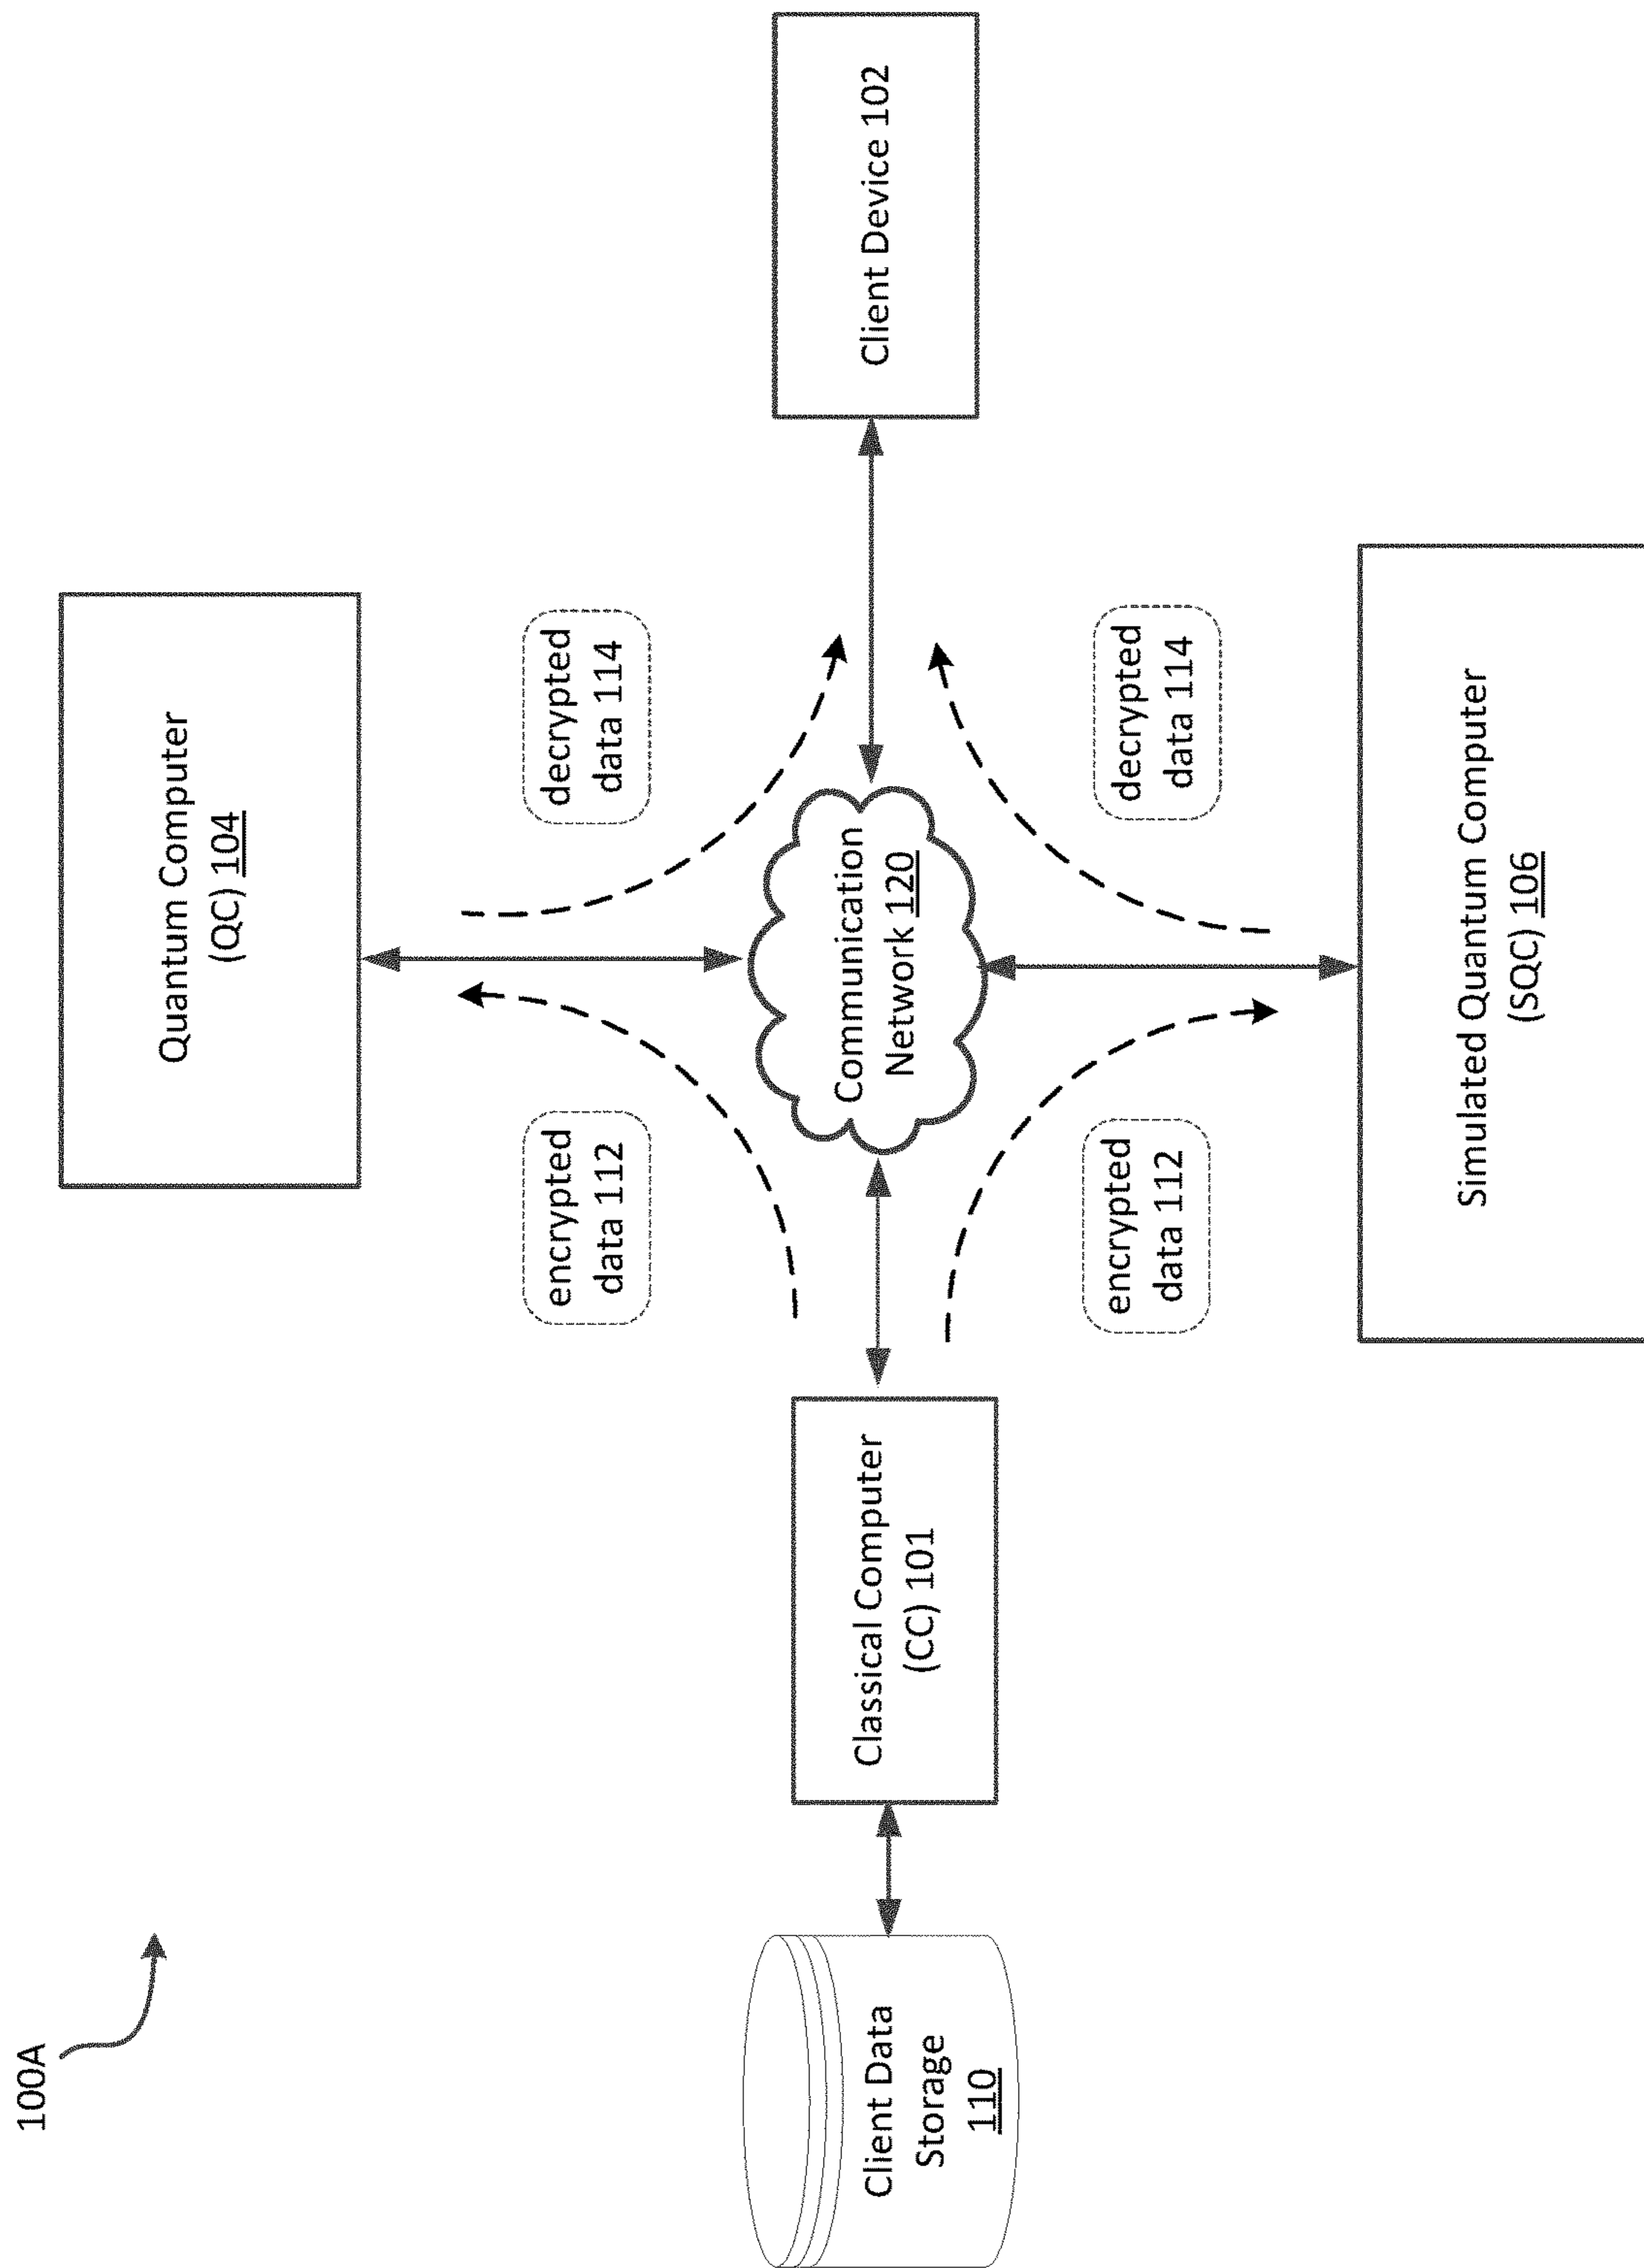 100A
Quantum Computer
(QC) 104
encrypted
data 112
decrypted
data 114
Client Data
Storage
110
Classical Computer
(CC) 101
Communication
Network 120
Client Device 102
encrypted
data 112
decrypted
data 114
Simulated Quantum Computer
(SQC) 106